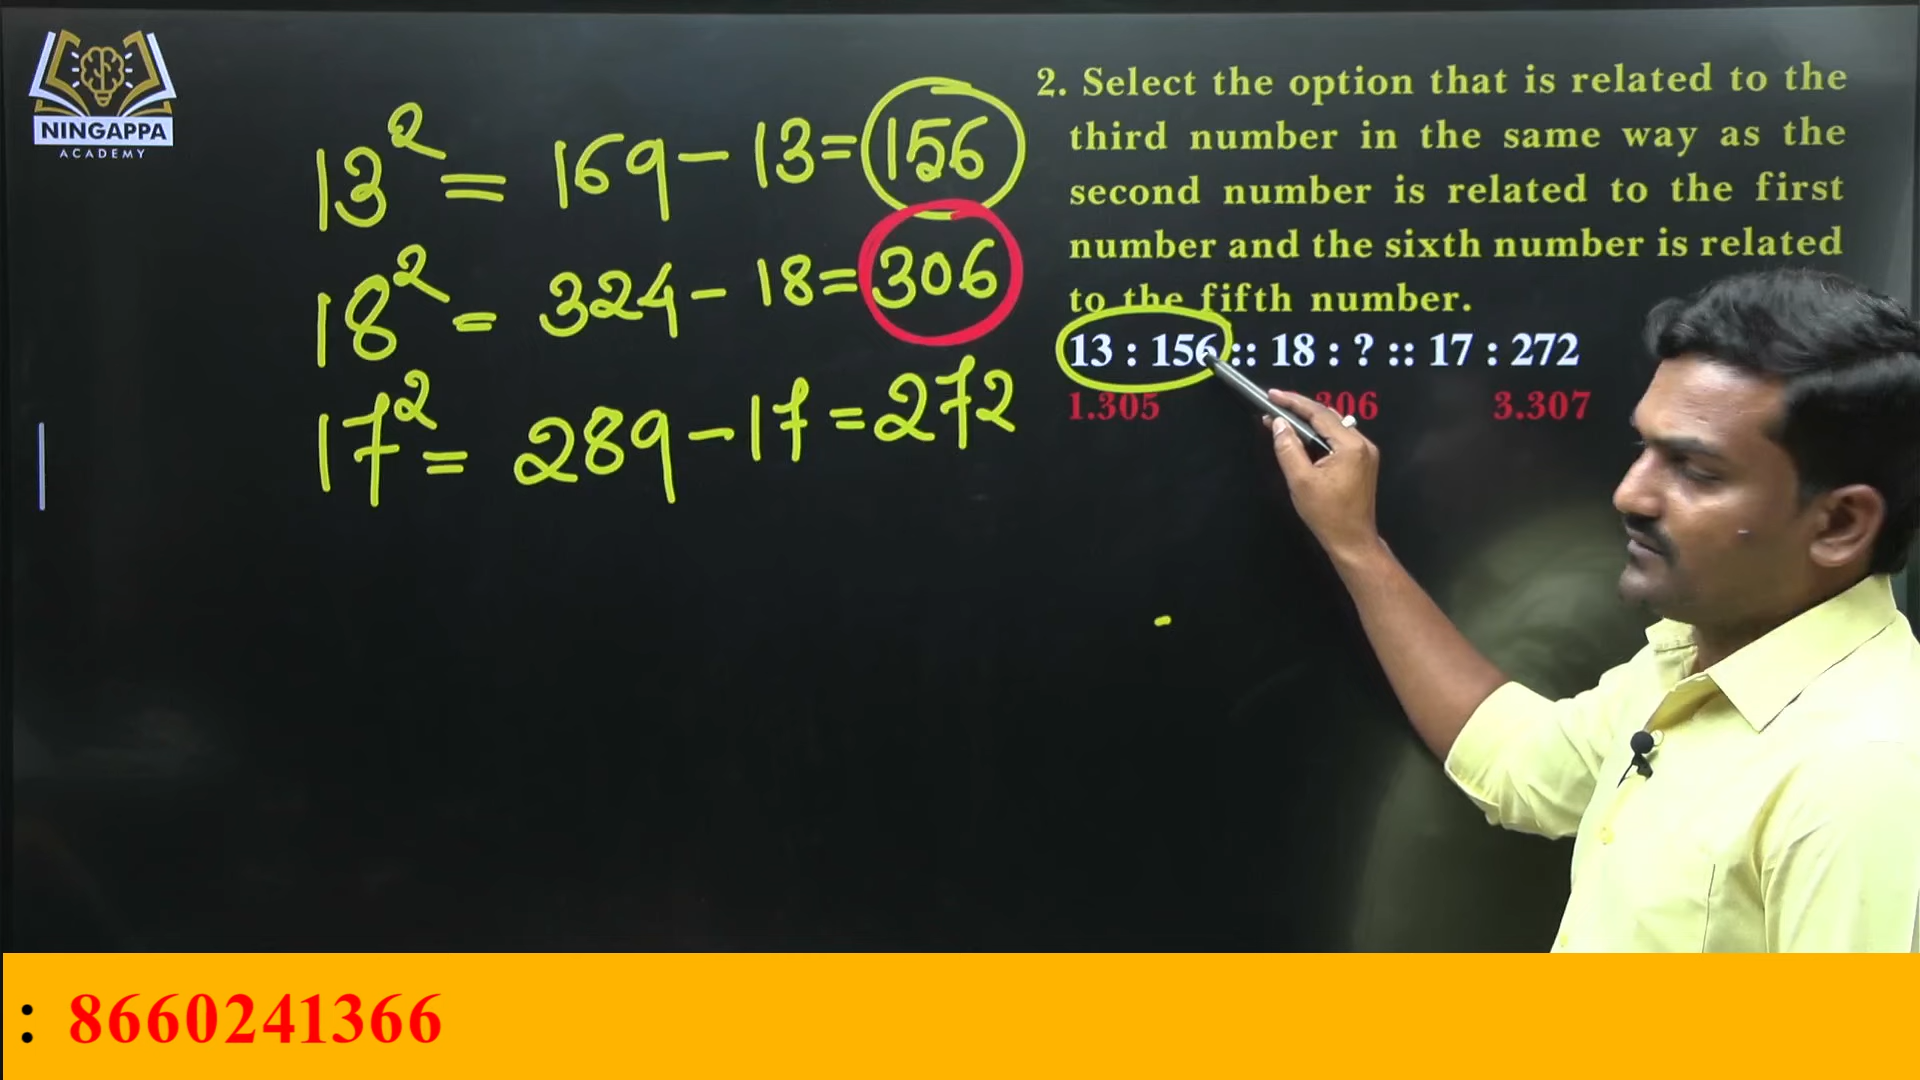 NINGAPPA
ACADEMY
13² = 169 - 13 = 156
18² = 324 - 18 = 306
17² = 289 - 17 = 272
2. Select the option that is related to the
third number in the same way as the
second number is related to the first
number and the sixth number is related
to the fifth number.
13 : 156 :: 18 : ? :: 17 : 272
1.305 306 3.307
: 8660241366